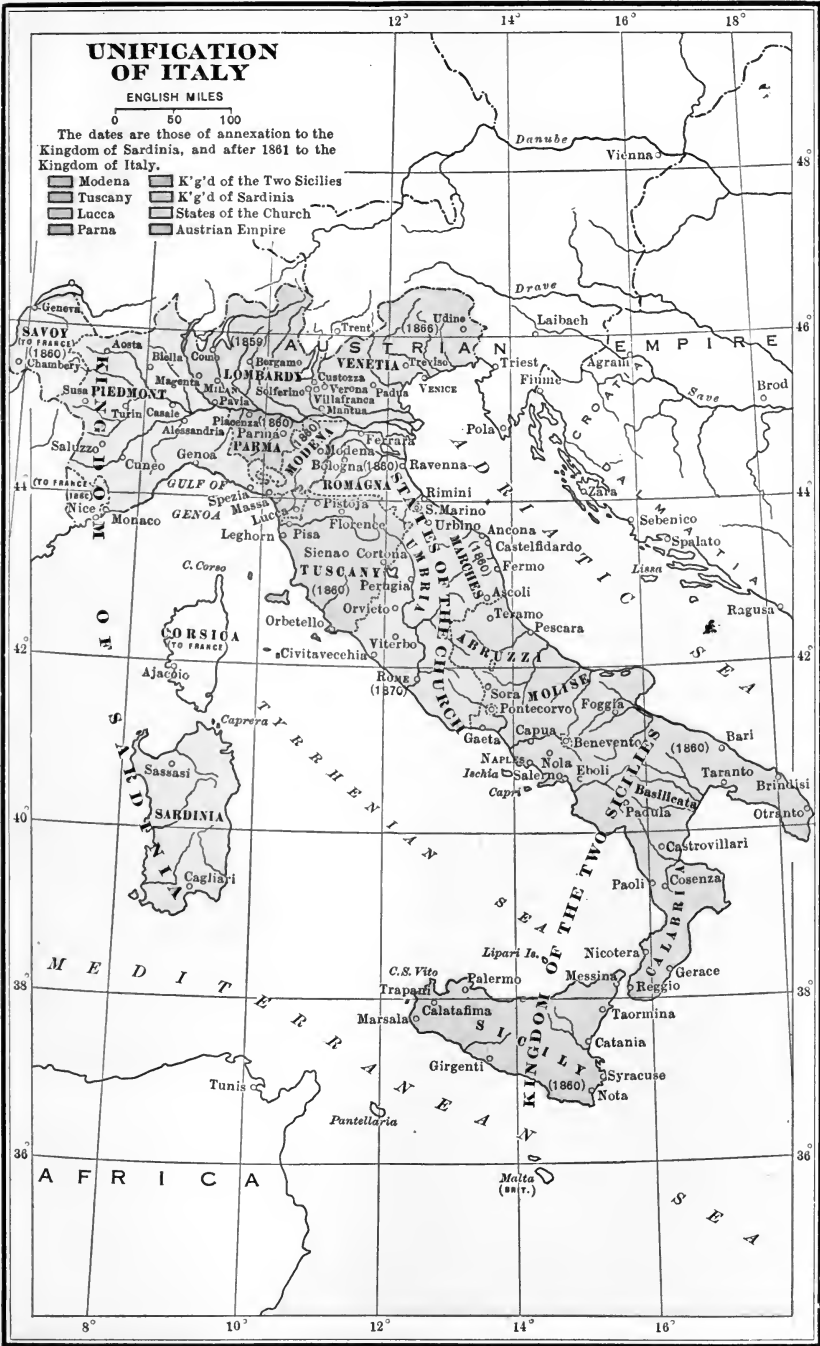 12°
14°
16°
18°
UNIFICATION
OF ITALY
ENGLISH MILES
0 50 100
The dates are those of annexation to the
Kingdom of Sardinia, and after 1861 to the
Kingdom of Italy.
Modena
K'g'd of the Two Sicilies
Tuscany
K'g'd of Sardinia
Lucca
States of the Church
Parna
Austrian Empire
Danube
Vienna
48°
Drave
Geneva
Udine
Laibach
46°
46°
SAVOY
(TO FRANCE)
(1860)
Chambery
Aosta
(1859)
Trent
(1866)
AUSTRIAN EMPIRE
Biella
Como
Bergamo
VENETIA
Treviso
Triest
Agram
Magenta
MILAN
LOMBARDY
Custozza
Solferino
Verona
Villafranca
Mantua
Padua
VENICE
Fiume
Save
Brod
Susa
PIEDMONT
Turin
Casale
Pavia
Alessandria
Piacenza
(1860)
Parma
PARMA
(1860)
MODENA
Modena
Ferrara
Pola
CROATIA
Saluzzo
Cuneo
Genoa
Bologna
(1860)
Ravenna
ADRIATIC SEA
ROMAGNA
Zara
DALMATIA
44°
44°
(TO FRANCE)
(1860)
Nice
Monaco
GULF OF
GENOA
Spezia
Massa
Lucca
Pistoja
Florence
Rimini
S. Marino
Urbino
Ancona
Castelfidardo
Sebenico
Spalato
Leghorn
Pisa
Siena
Cortona
UMBRIA
MARCHES
(1860)
Fermo
Lissa
TUSCANY
(1860)
Perugia
Ascoli
C. Corso
Orvieto
Teramo
Ragusa
Orbetello
Viterbo
Pescara
STATES OF THE CHURCH
CORSICA
(TO FRANCE)
Ajaccio
Civitavecchia
ABRUZZA
42°
42°
ROME
(1870)
Sora
MOLISE
Pontecorvo
Foggia
KINGDOM OF SARDINIA
Caprera
TYRRHENIAN SEA
Gaeta
Capua
Benevento
(1860)
Bari
Sassasi
NAPLES
Nola
Ischia
Salerno
Eboli
Taranto
Brindisi
Capri
Basilicata
40°
40°
SARDINIA
Padula
Otranto
Castrovillari
Cagliari
Paoli
Cosenza
CALABRIA
Lipari Is.
Nicotera
KINGDOM OF THE TWO SICILIES
MEDITERRANEAN SEA
C.S. Vito
Palermo
Messina
Gerace
Trapani
Reggio
38°
38°
Calatafima
Marsala
Taormina
SICILY
(1860)
Catania
Girgenti
Syracuse
Nota
Tunis
Pantellaria
36°
36°
AFRICA
Malta
(BRIT.)
8°
10°
12°
14°
16°